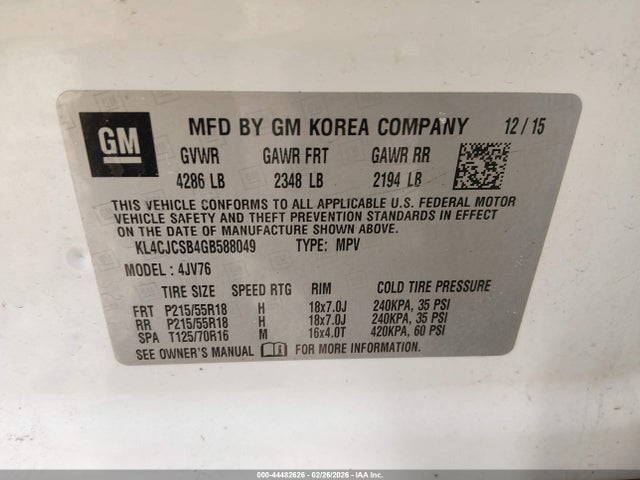 GM MFD BY GM KOREA COMPANY 12/15
GVWR GAWR FRT GAWR RR
4286 LB 2348 LB 2194 LB
THIS VEHICLE CONFORMS TO ALL APPLICABLE U.S. FEDERAL MOTOR
VEHICLE SAFETY AND THEFT PREVENTION STANDARDS IN EFFECT
ON THE DATE OF MANUFACTURE SHOWN ABOVE.
KL4CJCSB4GB588049 TYPE: MPV
MODEL: 4JV76
TIRE SIZE SPEED RTG RIM COLD TIRE PRESSURE
FRT P215/55R18 H 18x7.0J 240KPA, 35 PSI
RR P215/55R18 H 18x7.0J 240KPA, 35 PSI
SPA T125/70R16 M 16x4.0T 420KPA, 60 PSI
SEE OWNER'S MANUAL FOR MORE INFORMATION.
000-44482626 - 02/26/2026 - IAA Inc.